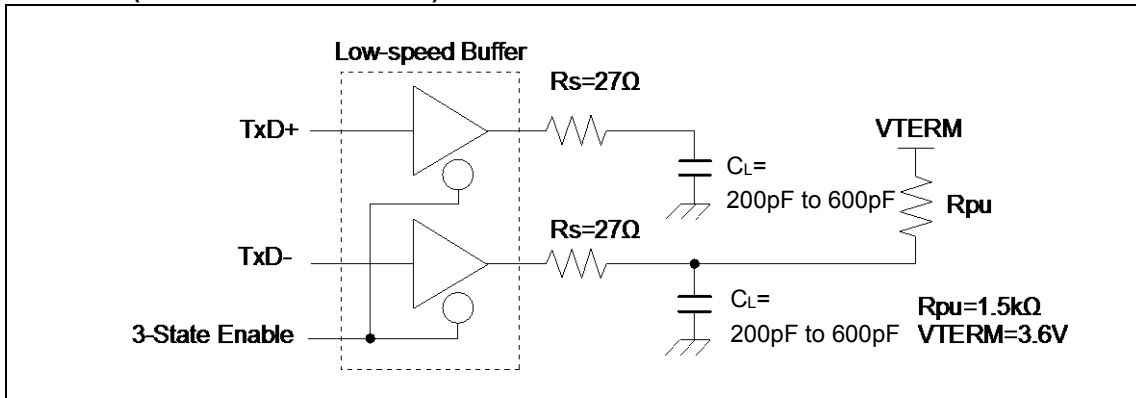 Low-speed Buffer
Rs=27Ω
TxD+
VTERM
CL=
200pF to 600pF
Rpu
Rs=27Ω
TxD-
CL=
200pF to 600pF
Rpu=1.5kΩ
VTERM=3.6V
3-State Enable